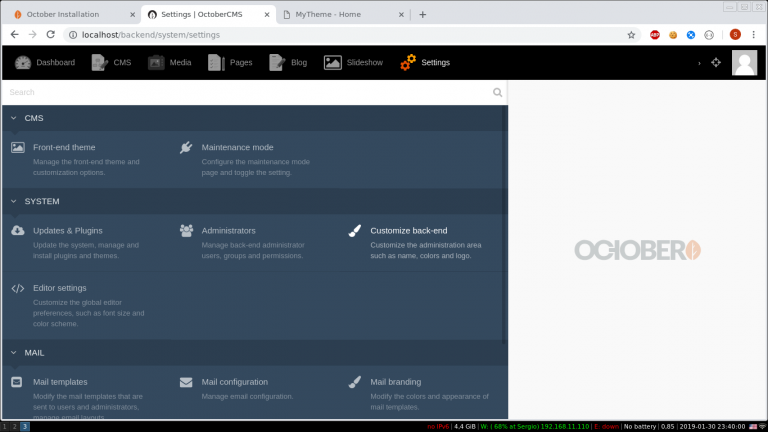 October Installation
Settings | OctoberCMS
MyTheme - Home
localhost/backend/system/settings
ABP
S
Dashboard
CMS
Media
Pages
Blog
Slideshow
Settings
Search
CMS
Front-end theme
Manage the front-end theme and
customization options.
Maintenance mode
Configure the maintenance mode
page and toggle the setting.
SYSTEM
Updates & Plugins
Update the system, manage and
install plugins and themes.
Administrators
Manage back-end administrator
users, groups and permissions.
Customize back-end
Customize the administration area
such as name, colors and logo.
Editor settings
Customize the global editor
preferences, such as font size and
color scheme.
MAIL
Mail templates
Modify the mail templates that are
sent to users and administrators,
manage email layouts.
Mail configuration
Manage email configuration.
Mail branding
Modify the colors and appearance of
mail templates.
OCTOBER
1 2 3
no IPv6 | 4.4 GiB | W: ( 68% at Sergio) 192.168.11.110 | E: down | No battery | 0.85 | 2019-01-30 23:40:00